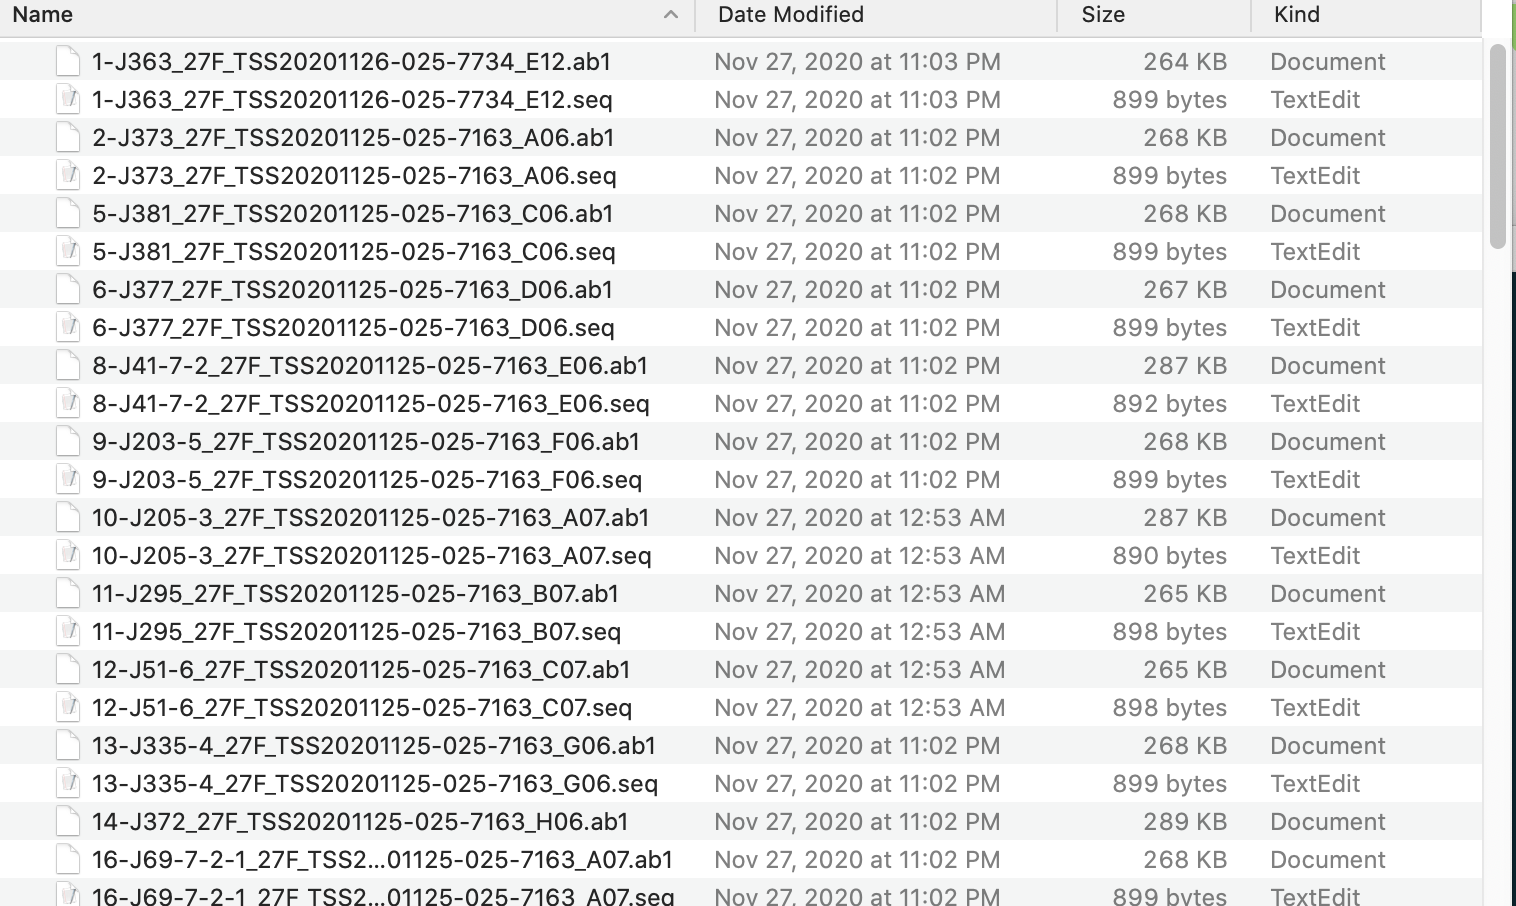 Name Date Modified Size Kind
1-J363_27F_TSS20201126-025-7734_E12.ab1 Nov 27, 2020 at 11:03 PM 264 KB Document
1-J363_27F_TSS20201126-025-7734_E12.seq Nov 27, 2020 at 11:03 PM 899 bytes TextEdit
2-J373_27F_TSS20201125-025-7163_A06.ab1 Nov 27, 2020 at 11:02 PM 268 KB Document
2-J373_27F_TSS20201125-025-7163_A06.seq Nov 27, 2020 at 11:02 PM 899 bytes TextEdit
5-J381_27F_TSS20201125-025-7163_C06.ab1 Nov 27, 2020 at 11:02 PM 268 KB Document
5-J381_27F_TSS20201125-025-7163_C06.seq Nov 27, 2020 at 11:02 PM 899 bytes TextEdit
6-J377_27F_TSS20201125-025-7163_D06.ab1 Nov 27, 2020 at 11:02 PM 267 KB Document
6-J377_27F_TSS20201125-025-7163_D06.seq Nov 27, 2020 at 11:02 PM 899 bytes TextEdit
8-J41-7-2_27F_TSS20201125-025-7163_E06.ab1 Nov 27, 2020 at 11:02 PM 287 KB Document
8-J41-7-2_27F_TSS20201125-025-7163_E06.seq Nov 27, 2020 at 11:02 PM 892 bytes TextEdit
9-J203-5_27F_TSS20201125-025-7163_F06.ab1 Nov 27, 2020 at 11:02 PM 268 KB Document
9-J203-5_27F_TSS20201125-025-7163_F06.seq Nov 27, 2020 at 11:02 PM 899 bytes TextEdit
10-J205-3_27F_TSS20201125-025-7163_A07.ab1 Nov 27, 2020 at 12:53 AM 287 KB Document
10-J205-3_27F_TSS20201125-025-7163_A07.seq Nov 27, 2020 at 12:53 AM 890 bytes TextEdit
11-J295_27F_TSS20201125-025-7163_B07.ab1 Nov 27, 2020 at 12:53 AM 265 KB Document
11-J295_27F_TSS20201125-025-7163_B07.seq Nov 27, 2020 at 12:53 AM 898 bytes TextEdit
12-J51-6_27F_TSS20201125-025-7163_C07.ab1 Nov 27, 2020 at 12:53 AM 265 KB Document
12-J51-6_27F_TSS20201125-025-7163_C07.seq Nov 27, 2020 at 12:53 AM 898 bytes TextEdit
13-J335-4_27F_TSS20201125-025-7163_G06.ab1 Nov 27, 2020 at 11:02 PM 268 KB Document
13-J335-4_27F_TSS20201125-025-7163_G06.seq Nov 27, 2020 at 11:02 PM 899 bytes TextEdit
14-J372_27F_TSS20201125-025-7163_H06.ab1 Nov 27, 2020 at 11:02 PM 289 KB Document
16-J69-7-2-1_27F_TSS2...01125-025-7163_A07.ab1 Nov 27, 2020 at 11:02 PM 268 KB Document
16-J69-7-2-1_27F_TSS2...01125-025-7163_A07.seq Nov 27, 2020 at 11:02 PM 899 bytes TextEdit